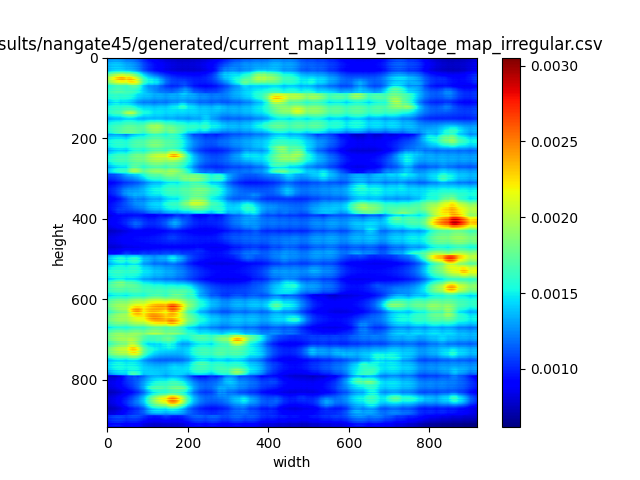 sults/nangate45/generated/current_map1119_voltage_map_irregular.csv
0
200
400
600
800
height
0 200 400 600 800
width
0.0030
0.0025
0.0020
0.0015
0.0010